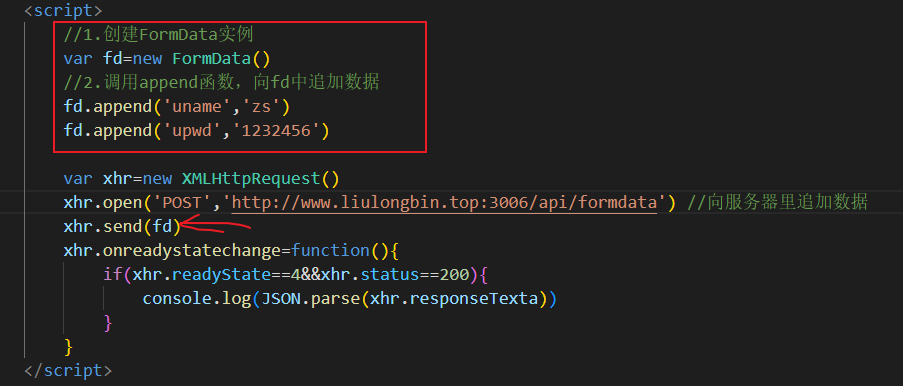 <script>
//1.创建FormData实例
var fd=new FormData()
//2.调用append函数，向fd中追加数据
fd.append('uname','zs')
fd.append('upwd','1232456')
var xhr=new XMLHttpRequest()
xhr.open('POST','http://www.liulongbin.top:3006/api/formdata') //向服务器里追加数据
xhr.send(fd)
xhr.onreadystatechange=function(){
if(xhr.readyState==4&&xhr.status==200){
console.log(JSON.parse(xhr.responseTexta))
}
}
</script>